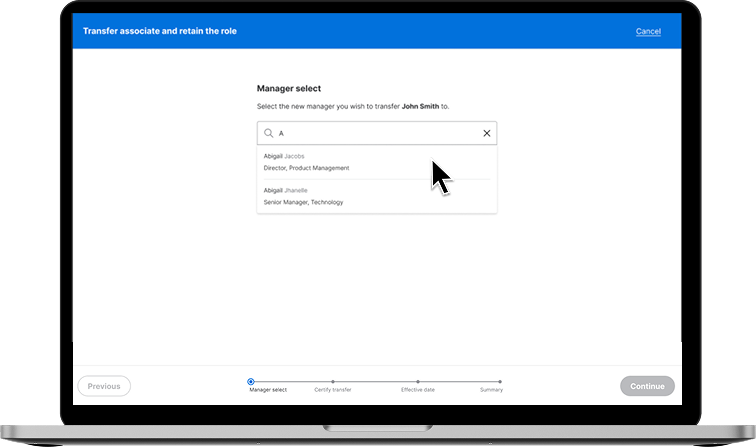 Transfer associate and retain the role
Cancel
Manager select
Select the new manager you wish to transfer John Smith to.
A
Abigail Jacobs
Director, Product Management
Abigail Jhanelle
Senior Manager, Technology
Previous
Manager select
Certify transfer
Effective date
Summary
Continue